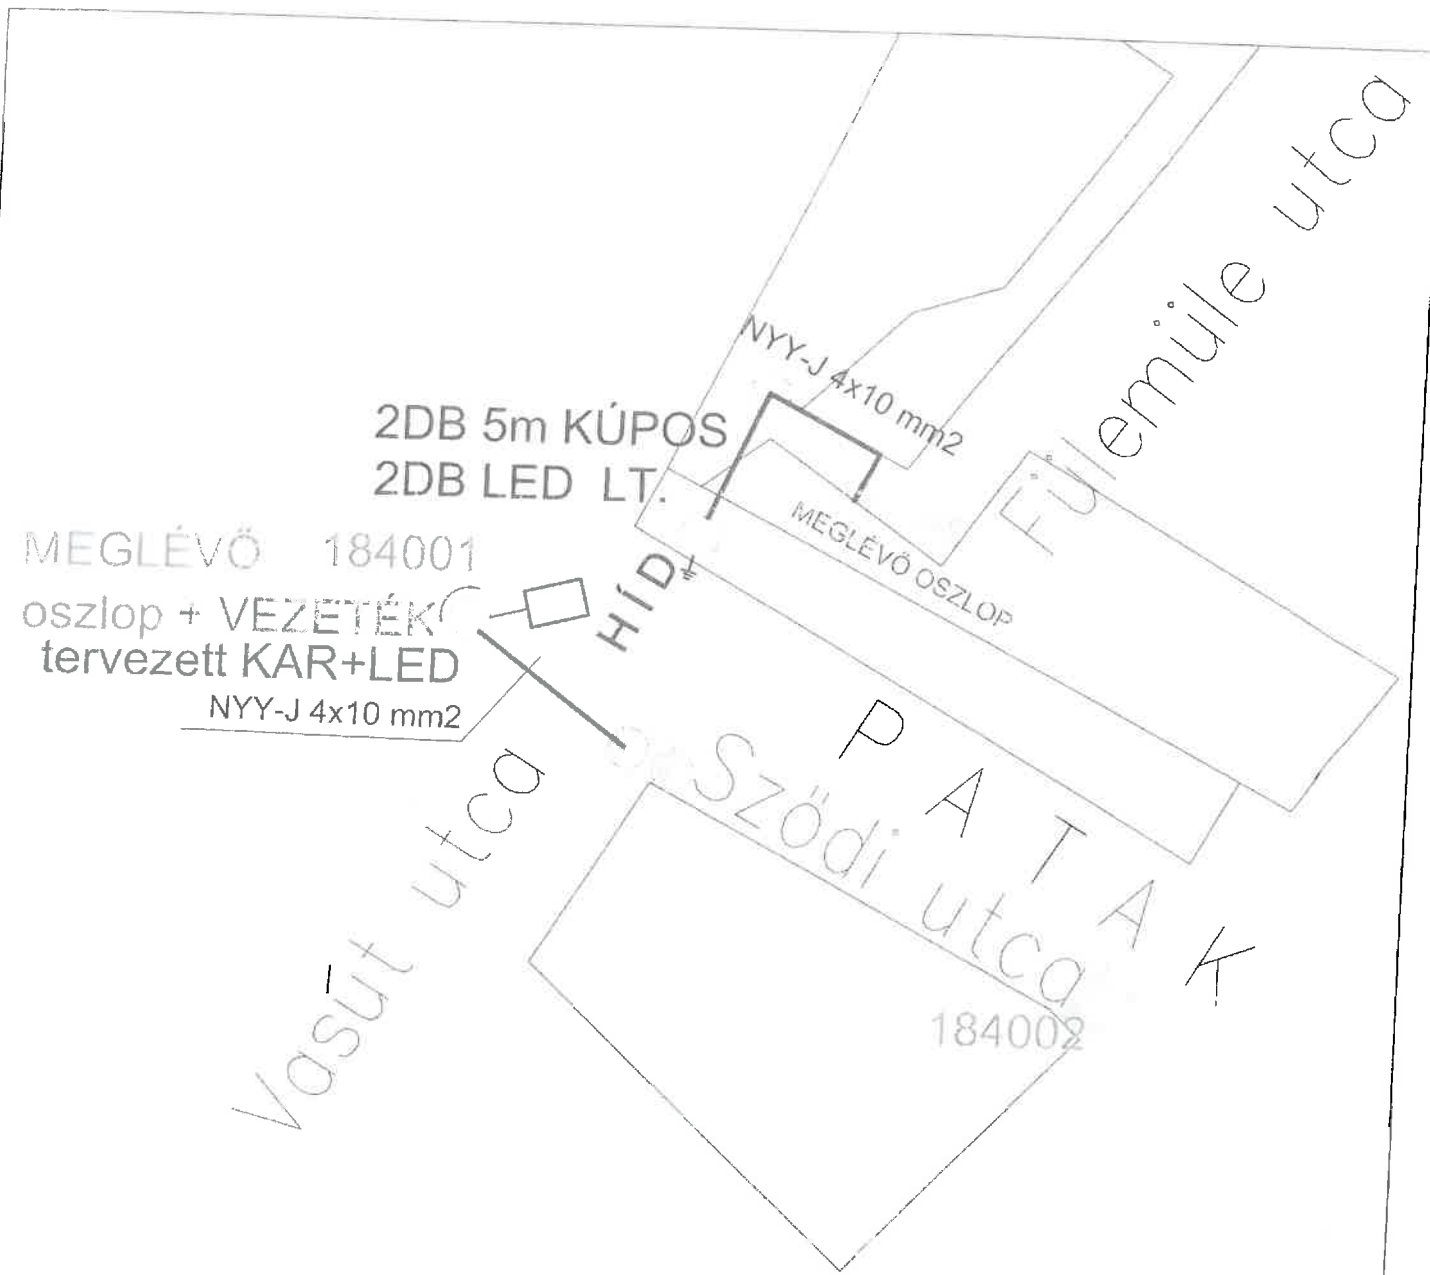 Fülemüle utca
NYY-J 4x10 mm2
2DB 5m KÚPOS
2DB LED LT.
MEGLÉVŐ OSZLOP
MEGLÉVŐ 184001
oszlop + VEZETÉK
tervezett KAR+LED
NYY-J 4x10 mm2
HÍD
PATAK
Sződi utca
Vasút utca
184002